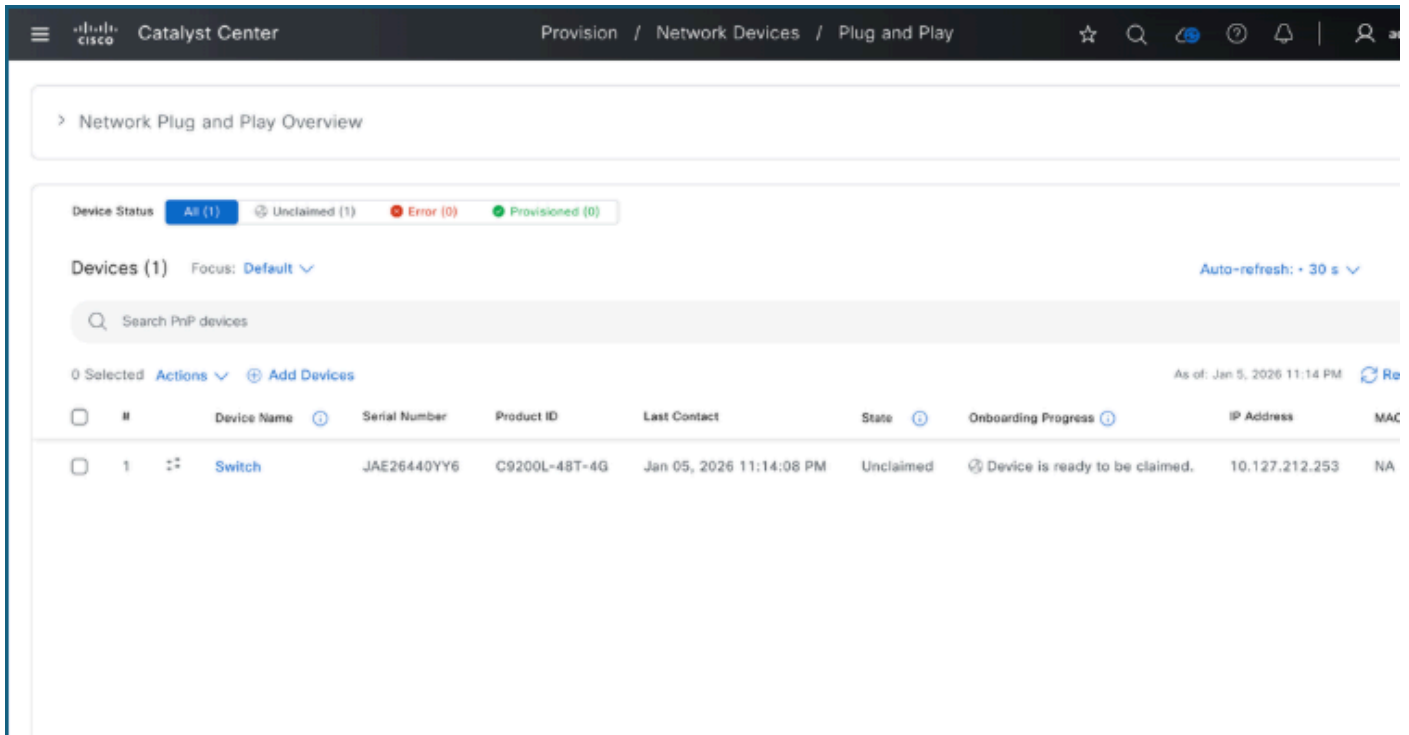 CISCO Catalyst Center Provision / Network Devices / Plug and Play
Network Plug and Play Overview
Device Status All (1) Unclaimed (1) Error (0) Provisioned (0)
Devices (1) Focus: Default Auto-refresh: • 30 s
Search PnP devices
0 Selected Actions Add Devices As of: Jan 5, 2026 11:14 PM Re
# Device Name Serial Number Product ID Last Contact State Onboarding Progress IP Address MAC
1 Switch JAE26440YY6 C9200L-48T-4G Jan 05, 2026 11:14:08 PM Unclaimed Device is ready to be claimed. 10.127.212.253 NA